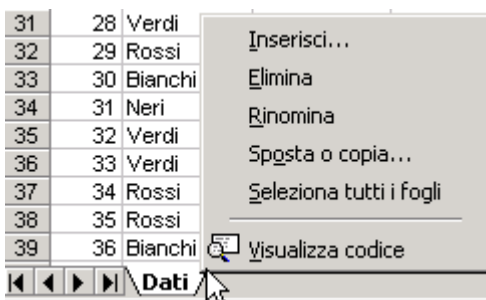 31 28 Verdi
32 29 Rossi
33 30 Bianchi
34 31 Neri
35 32 Verdi
36 33 Verdi
37 34 Rossi
38 35 Rossi
39 36 Bianchi
Dati
Inserisci...
Elimina
Rinomina
Sposta o copia...
Seleziona tutti i fogli
Visualizza codice